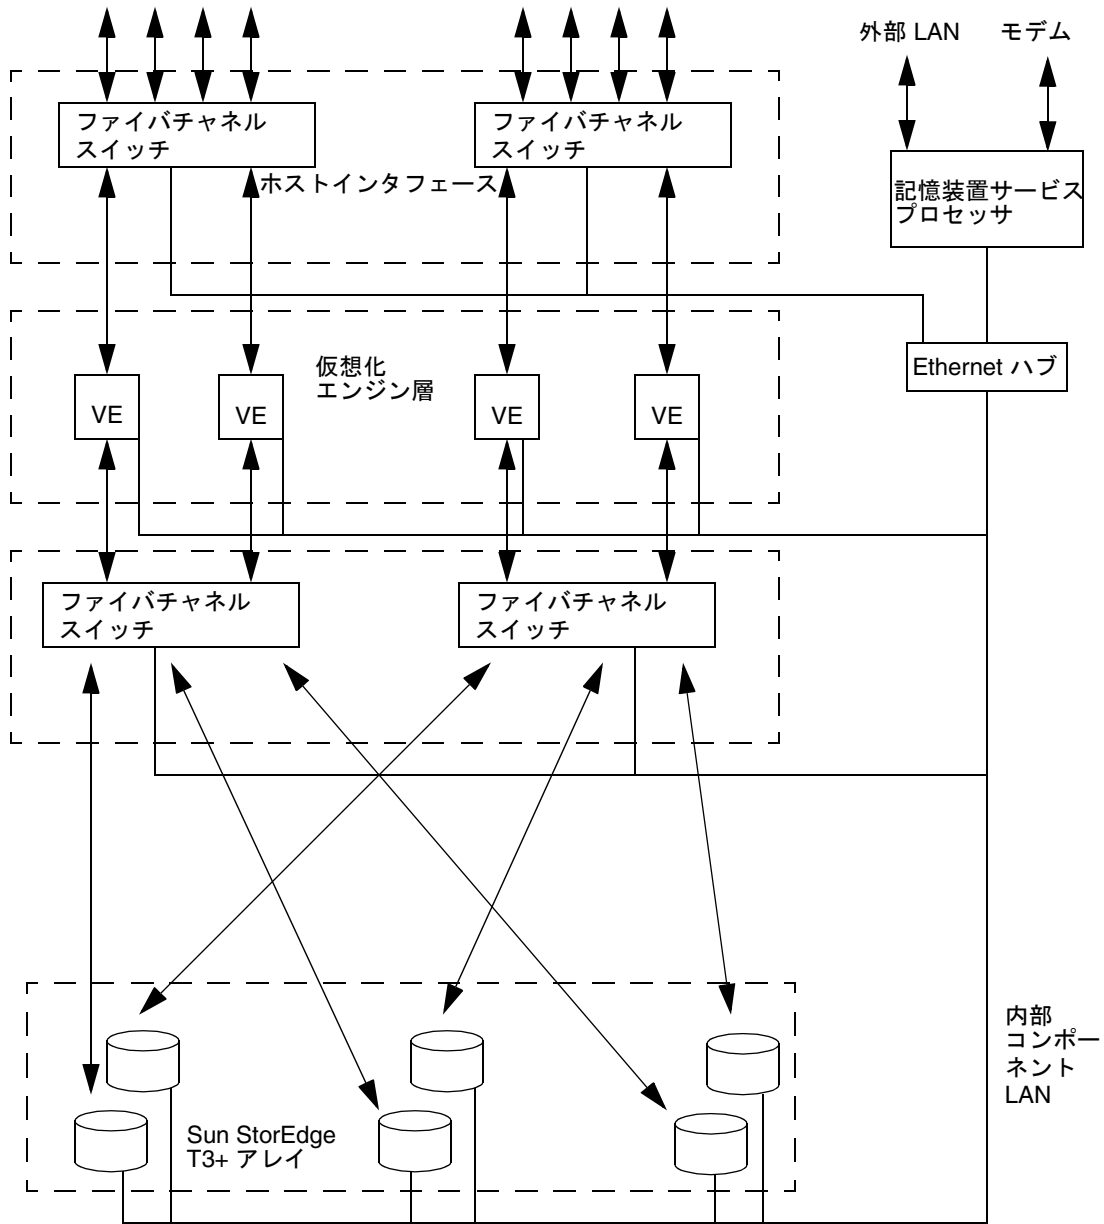 外部 LAN
モデム
ファイバチャネル
スイッチ
ファイバチャネル
スイッチ
ホストインタフェース
記憶装置サービス
プロセッサ
仮想化
エンジン層
Ethernet ハブ
VE
VE
VE
VE
ファイバチャネル
スイッチ
ファイバチャネル
スイッチ
内部
コンポー
ネント
LAN
Sun StorEdge
T3+ アレイ